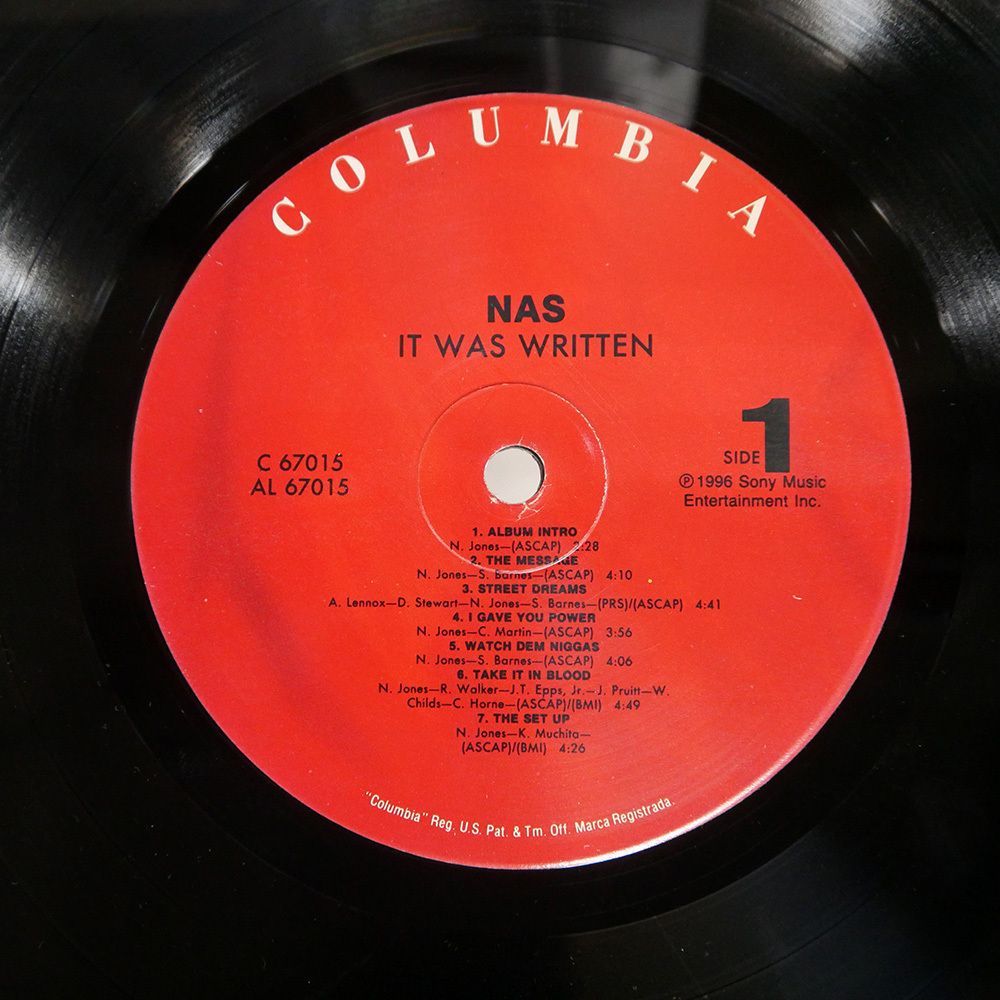 COLUMBIA
NAS
IT WAS WRITTEN
C 67015
AL 67015
SIDE 1
℗ 1996 Sony Music
Entertainment Inc.
1. ALBUM INTRO
N. Jones—(ASCAP) 2:28
2. THE MESSAGE
N. Jones—S. Barnes—(ASCAP) 4:10
3. STREET DREAMS
A. Lennox—D. Stewart—N. Jones—S. Barnes—(PRS)/(ASCAP) 4:41
4. I GAVE YOU POWER
N. Jones—C. Martin—(ASCAP) 3:56
5. WATCH DEM NIGGAS
N. Jones—S. Barnes—(ASCAP) 4:06
6. TAKE IT IN BLOOD
N. Jones—R. Walker—J.T. Epps, Jr.—J. Pruitt—W.
Childs—C. Horne—(ASCAP)/(BMI) 4:49
7. THE SET UP
N. Jones—K. Muchita—
(ASCAP)/(BMI) 4:26
"Columbia" Reg. U.S. Pat. & Tm. Off. Marca Registrada.